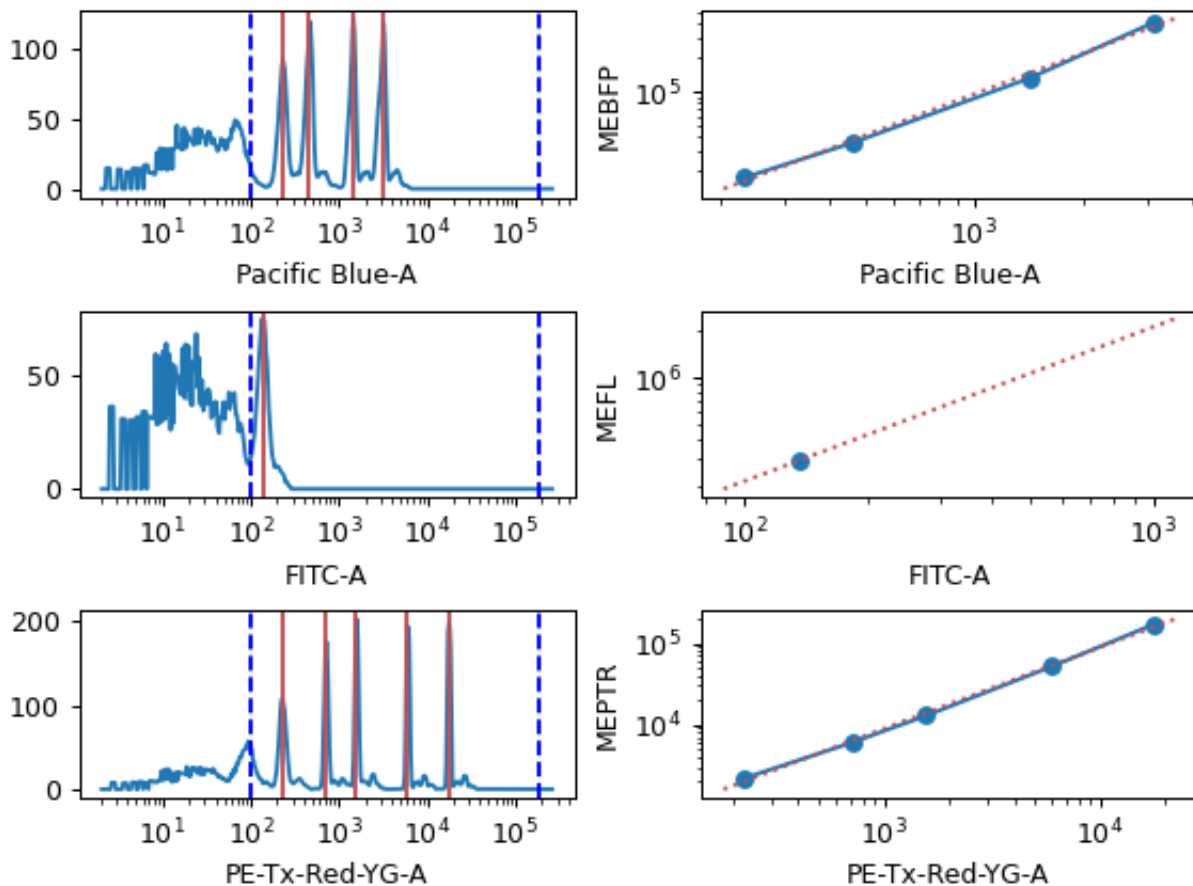 100
50
0
10^1 10^2 10^3 10^4 10^5
Pacific Blue-A
MEBFP
10^5
10^3
Pacific Blue-A
50
0
10^1 10^2 10^3 10^4 10^5
FITC-A
MEFL
10^6
10^2 10^3
FITC-A
200
100
0
10^1 10^2 10^3 10^4 10^5
PE-Tx-Red-YG-A
MEPTR
10^5
10^4
10^3 10^4
PE-Tx-Red-YG-A